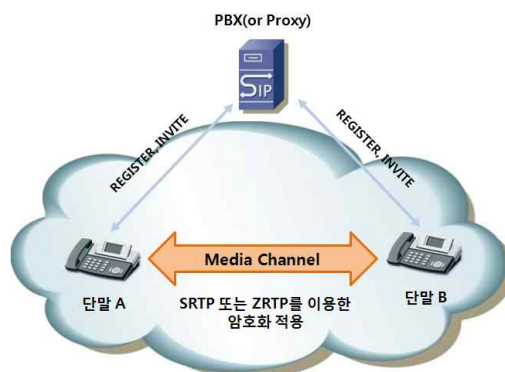 PBX(or Proxy)
SIP
REGISTER, INVITE
REGISTER, INVITE
Media Channel
단말 A
단말 B
SRTP 또는 ZRTP를 이용한
암호화 적용